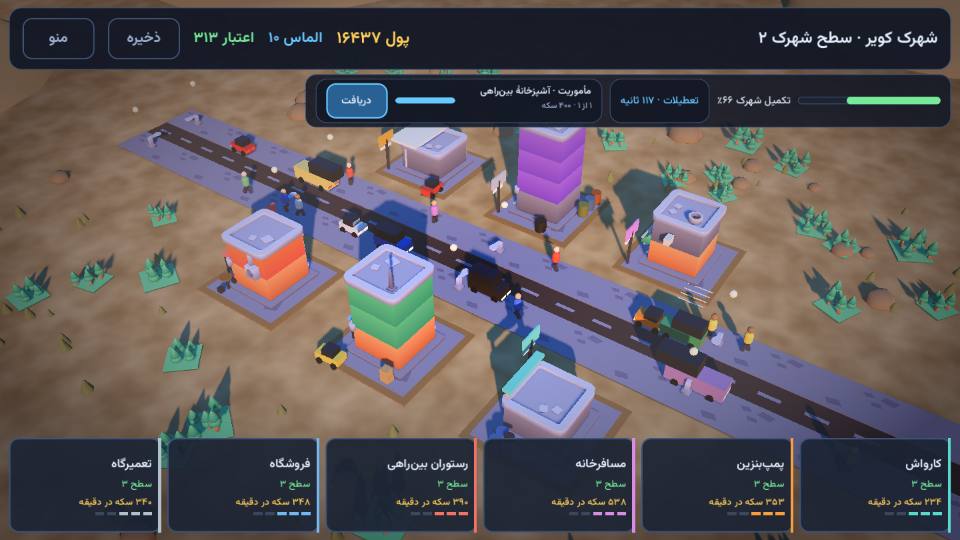 شهرک کویر · سطح شهرک ۲
پول ۱۶۴۳۷
الماس ۱۰
اعتبار ۳۱۳
ذخیره
منو
تکمیل شهرک ۶۶٪
تعطیلات · ۱۱۷ ثانیه
مأموریت · آشپزخانهٔ بین‌راهی
۱ از ۱ · ۴۰۰ سکه
دریافت
کارواش
سطح ۳
۲۳۴ سکه در دقیقه
پمپ‌بنزین
سطح ۳
۳۵۳ سکه در دقیقه
مسافرخانه
سطح ۳
۵۳۸ سکه در دقیقه
رستوران بین‌راهی
سطح ۳
۳۹۰ سکه در دقیقه
فروشگاه
سطح ۳
۳۴۸ سکه در دقیقه
تعمیرگاه
سطح ۳
۳۴۰ سکه در دقیقه